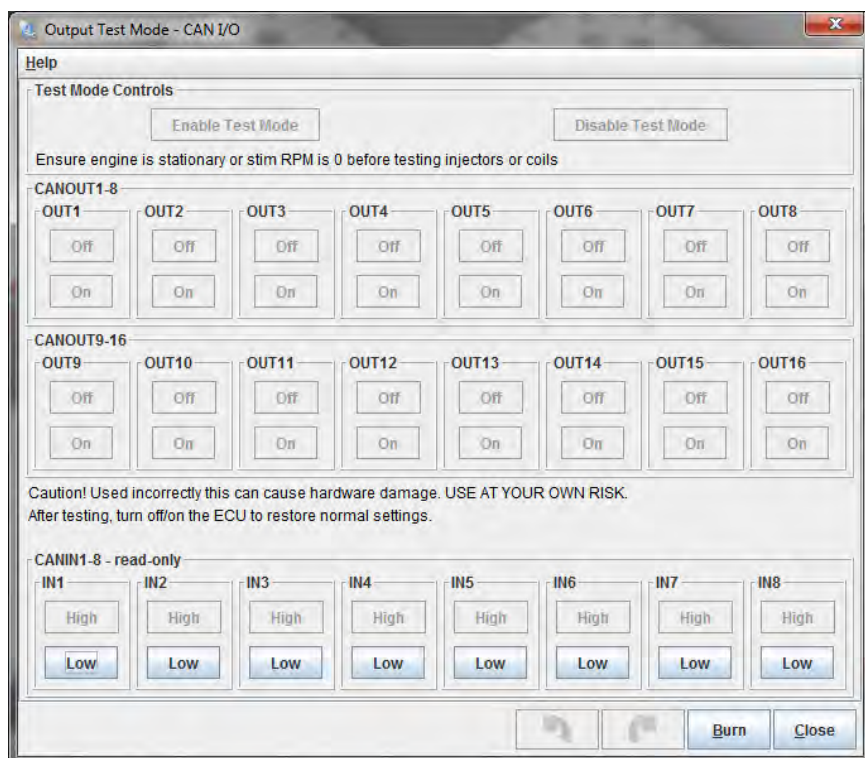 Output Test Mode - CAN I/O
Help
Test Mode Controls
Enable Test Mode Disable Test Mode
Ensure engine is stationary or stim RPM is 0 before testing injectors or coils
CANOUT1-8
OUT1 OUT2 OUT3 OUT4 OUT5 OUT6 OUT7 OUT8
Off Off Off Off Off Off Off Off
On On On On On On On On
CANOUT9-16
OUT9 OUT10 OUT11 OUT12 OUT13 OUT14 OUT15 OUT16
Off Off Off Off Off Off Off Off
On On On On On On On On
Caution! Used incorrectly this can cause hardware damage. USE AT YOUR OWN RISK.
After testing, turn off/on the ECU to restore normal settings.
CANIN1-8 - read-only
IN1 IN2 IN3 IN4 IN5 IN6 IN7 IN8
High High High High High High High High
Low Low Low Low Low Low Low Low
Burn Close